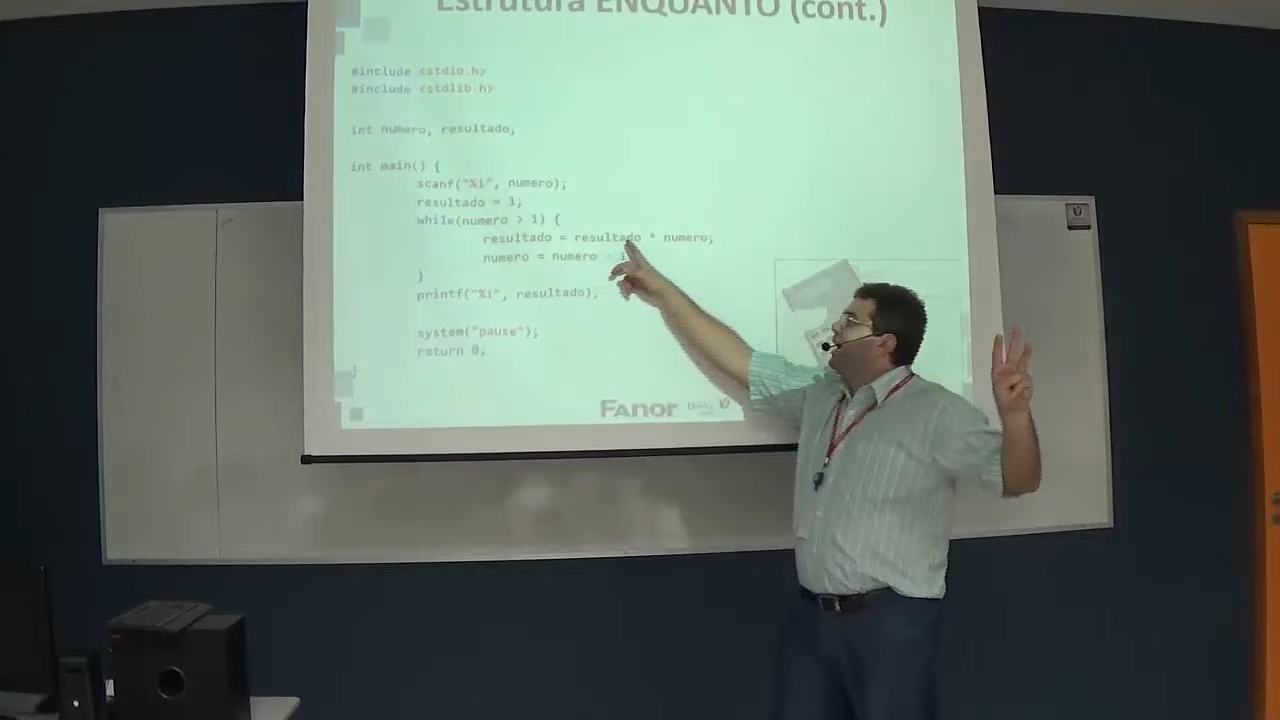 Estrutura ENQUANTO (cont.)
#include <stdio.h>
#include <stdlib.h>
int numero, resultado,
int main() {
scanf("%i", numero);
resultado = 1;
while(numero > 1) {
resultado = resultado * numero;
numero = numero -
}
printf("%i", resultado);
system("pause");
return 0;
}
FANOR